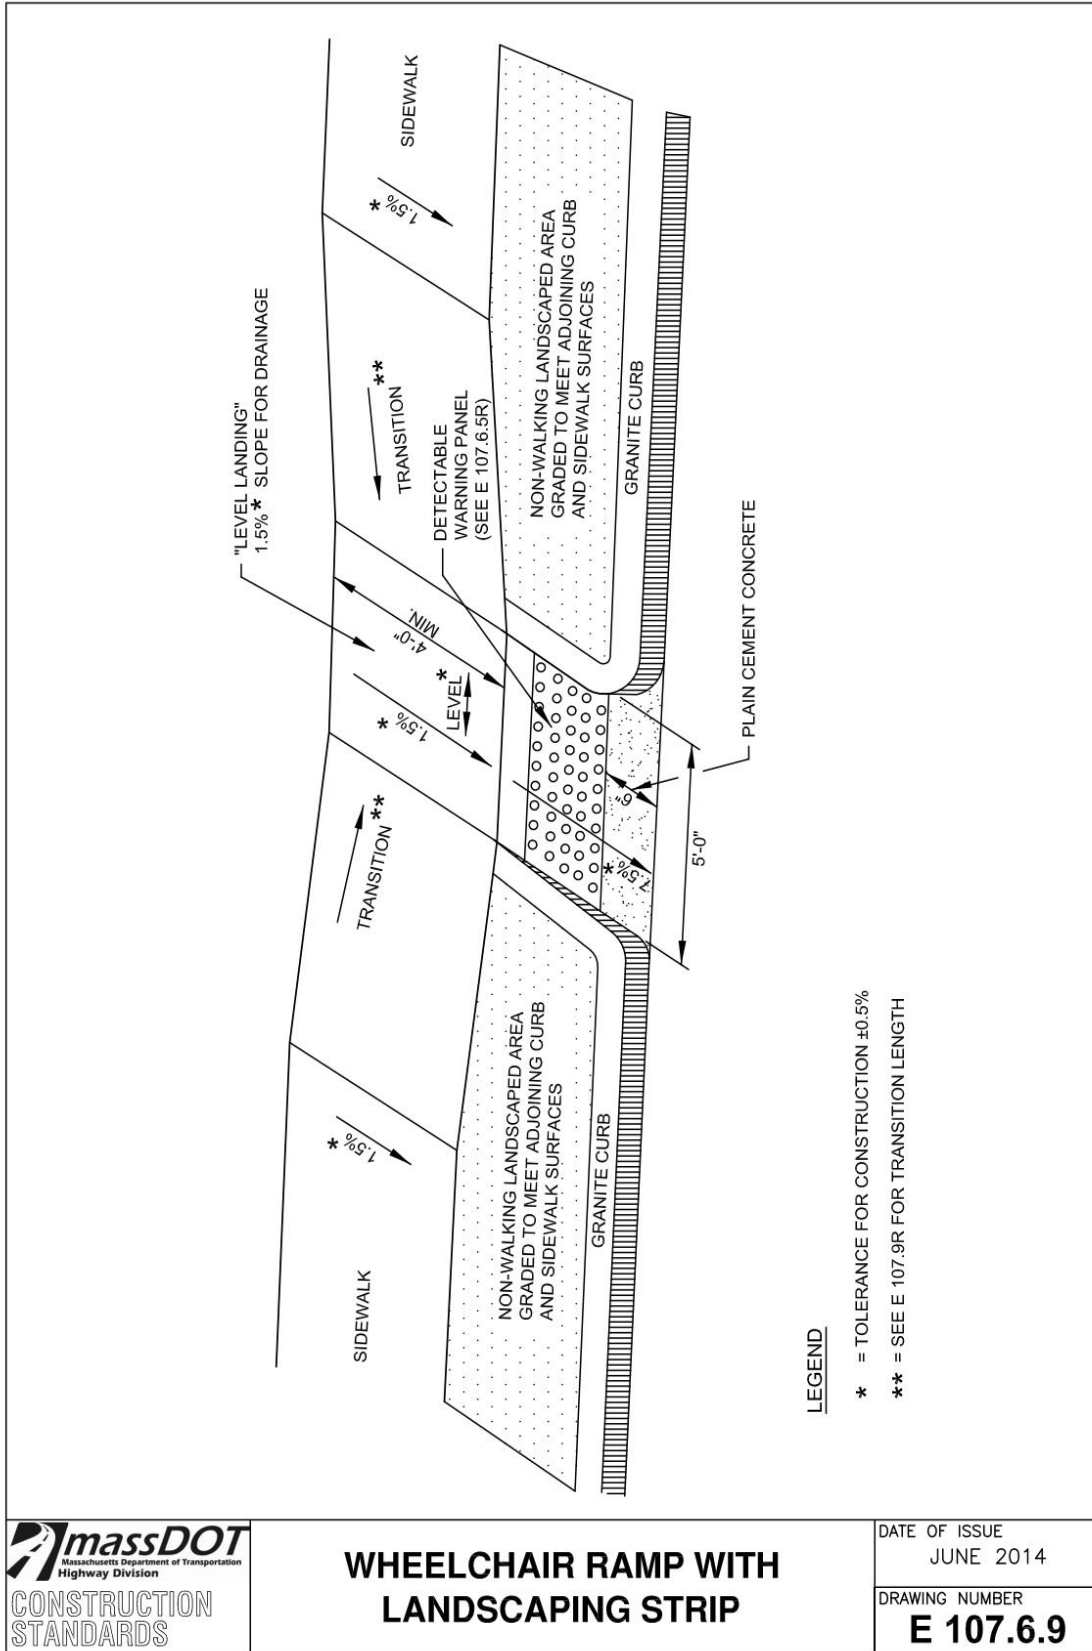 SIDEWALK
1.5% *
"LEVEL LANDING"
1.5% * SLOPE FOR DRAINAGE
**
TRANSITION
DETECTABLE
WARNING PANEL
(SEE E 107.6.5R)
NON-WALKING LANDSCAPED AREA
GRADED TO MEET ADJOINING CURB
AND SIDEWALK SURFACES
GRANITE CURB
4'-0"
MIN.
*
LEVEL
1.5% *
TRANSITION **
7.5% *
6"
5'-0"
PLAIN CEMENT CONCRETE
SIDEWALK
1.5% *
NON-WALKING LANDSCAPED AREA
GRADED TO MEET ADJOINING CURB
AND SIDEWALK SURFACES
GRANITE CURB
LEGEND
* = TOLERANCE FOR CONSTRUCTION ±0.5%
** = SEE E 107.9R FOR TRANSITION LENGTH
massDOT
Massachusetts Department of Transportation
Highway Division
CONSTRUCTION
STANDARDS
WHEELCHAIR RAMP WITH
LANDSCAPING STRIP
DATE OF ISSUE
JUNE 2014
DRAWING NUMBER
E 107.6.9